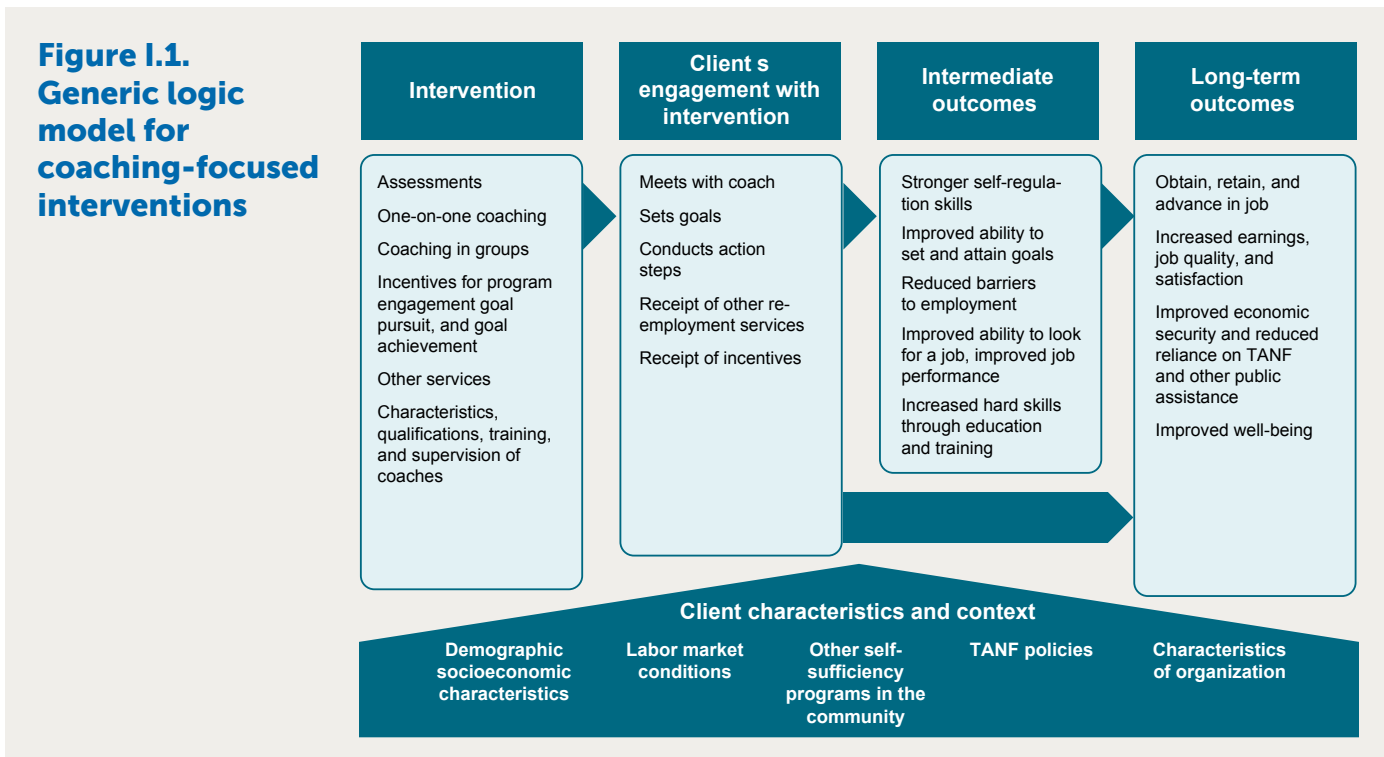 Figure I.1.
Generic logic
model for
coaching-focused
interventions
Intervention
Client s
engagement with
intervention
Intermediate
outcomes
Long-term
outcomes
Assessments
One-on-one coaching
Coaching in groups
Incentives for program
engagement goal
pursuit, and goal
achievement
Other services
Characteristics,
qualifications, training,
and supervision of
coaches
Meets with coach
Sets goals
Conducts action
steps
Receipt of other re-
employment services
Receipt of incentives
Stronger self-regula-
tion skills
Improved ability to
set and attain goals
Reduced barriers
to employment
Improved ability to look
for a job, improved job
performance
Increased hard skills
through education
and training
Obtain, retain, and
advance in job
Increased earnings,
job quality, and
satisfaction
Improved economic
security and reduced
reliance on TANF
and other public
assistance
Improved well-being
Client characteristics and context
Demographic
socioeconomic
characteristics
Labor market
conditions
Other self-
sufficiency
programs in the
community
TANF policies
Characteristics
of organization